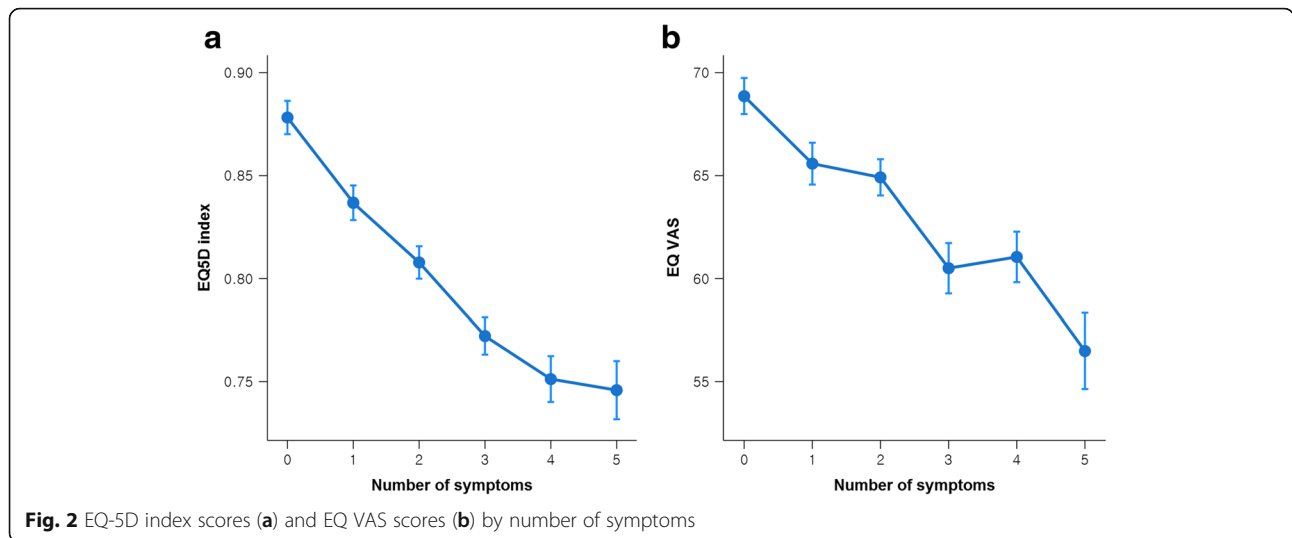 a
0.90
0.85
0.80
0.75
EQ5D index
0 1 2 3 4 5
Number of symptoms
b
70
65
60
55
EQ VAS
0 1 2 3 4 5
Number of symptoms
Fig. 2 EQ-5D index scores (a) and EQ VAS scores (b) by number of symptoms